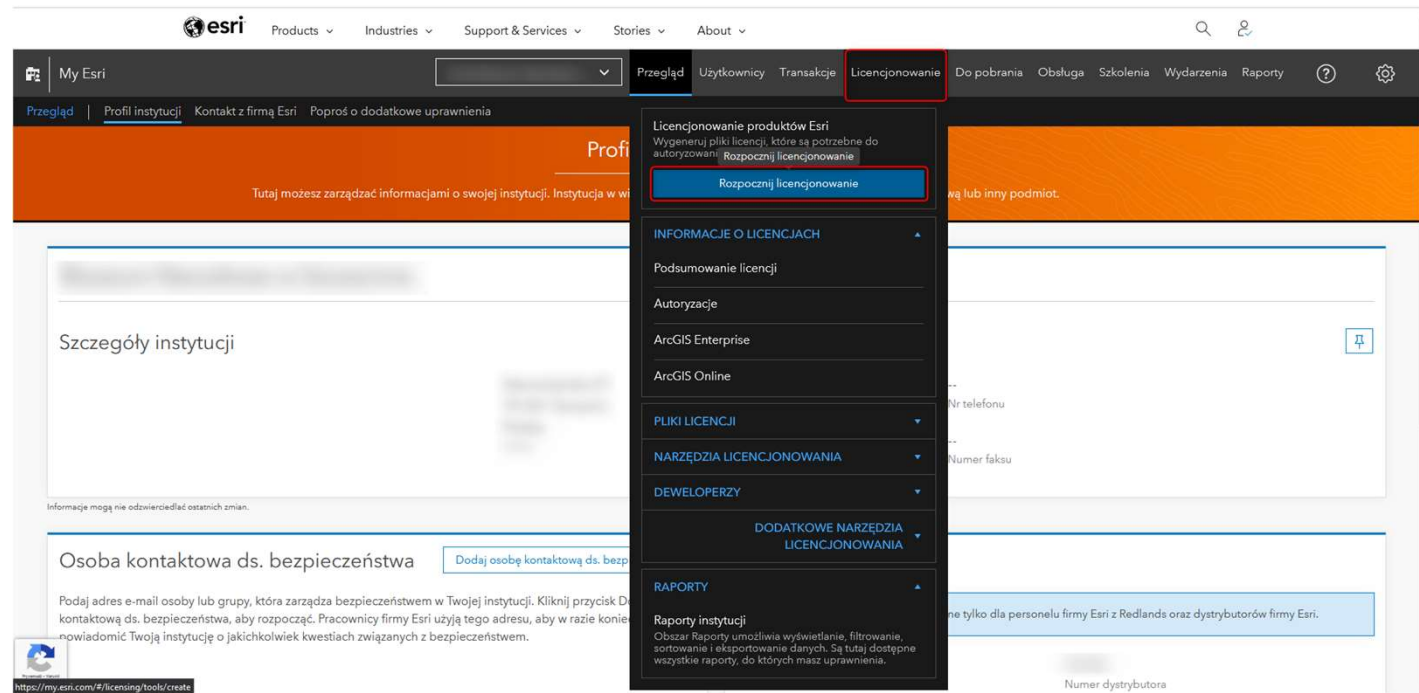 esri
Products
Industries
Support & Services
Stories
About
My Esri
Przegląd
Użytkownicy
Transakcje
Licencjonowanie
Do pobrania
Obsługa
Szkolenia
Wydarzenia
Raporty
Przegląd
Profil instytucji
Kontakt z firmą Esri
Poproś o dodatkowe uprawnienia
Profi
Tutaj możesz zarządzać informacjami o swojej instytucji. Instytucja w wi
wą lub inny podmiot.
Licencjonowanie produktów Esri
Wygeneruj pliki licencji, które są potrzebne do
autoryzowani
Rozpocznij licencjonowanie
Rozpocznij licencjonowanie
INFORMACJE O LICENCJACH
Podsumowanie licencji
Autoryzacje
ArcGIS Enterprise
ArcGIS Online
PLIKI LICENCJI
NARZĘDZIA LICENCJONOWANIA
DEWELOPERZY
DODATKOWE NARZĘDZIA
LICENCJONOWANIA
RAPORTY
Raporty instytucji
Obszar Raporty umożliwia wyświetlanie, filtrowanie,
sortowanie i eksportowanie danych. Są tutaj dostępne
wszystkie raporty, do których masz uprawnienia.
Szczegóły instytucji
--
Nr telefonu
--
Numer faksu
Informacje mogą nie odzwierciedlać ostatnich zmian.
Osoba kontaktowa ds. bezpieczeństwa
Dodaj osobę kontaktową ds. bezp
Podaj adres e-mail osoby lub grupy, która zarządza bezpieczeństwem w Twojej instytucji. Kliknij przycisk Do
kontaktową ds. bezpieczeństwa, aby rozpocząć. Pracownicy firmy Esri użyją tego adresu, aby w razie konie
powiadomić Twoją instytucję o jakichkolwiek kwestiach związanych z bezpieczeństwem.
ne tylko dla personelu firmy Esri z Redlands oraz dystrybutorów firmy Esri.
Numer dystrybutora
https://my.esri.com/#/licensing/tools/create